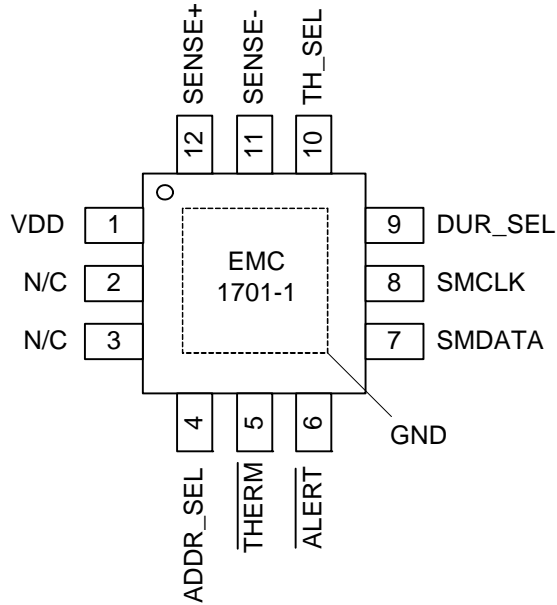 SENSE+
SENSE-
TH_SEL
12
11
10
VDD 1
9 DUR_SEL
N/C 2
EMC
1701-1
8 SMCLK
N/C 3
7 SMDATA
4
5
6
GND
ADDR_SEL
THERM
ALERT